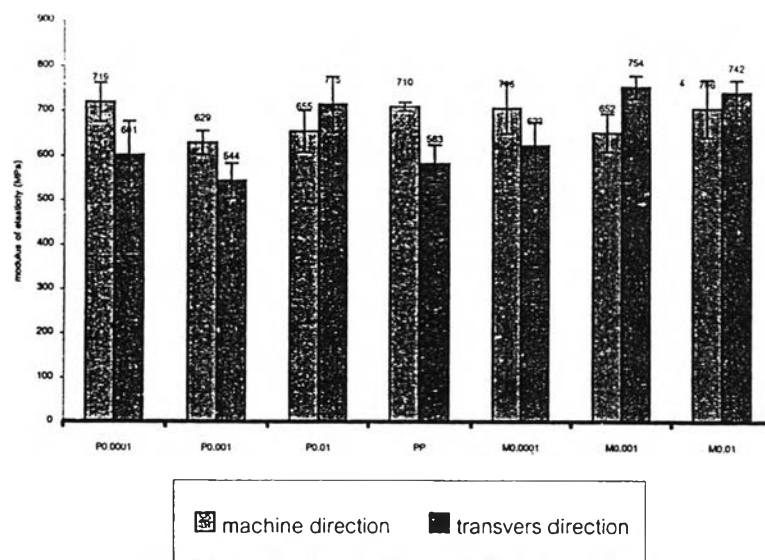 900
800
700
600
500
400
300
200
100
0
modulus of elasticity (MPa)
719
601
629
544
655
710
583
652
754
742
P0.0001
P0.001
P0.01
PP
M0.0001
M0.001
M0.01
machine direction
transvers direction